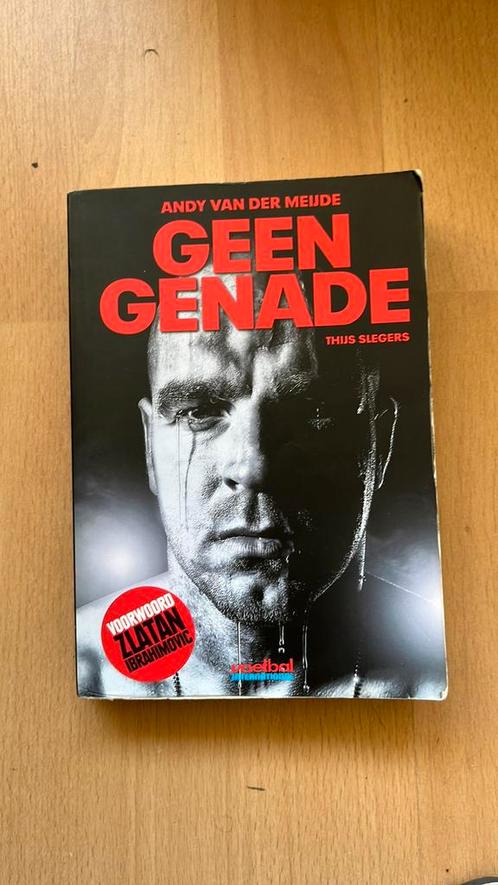 ANDY VAN DER MEIJDE
GEEN
GENADE
THIJS SLEGERS
VOORWOORD
ZLATAN
IBRAHIMOVIC
voetbal
INTERNATIONAL